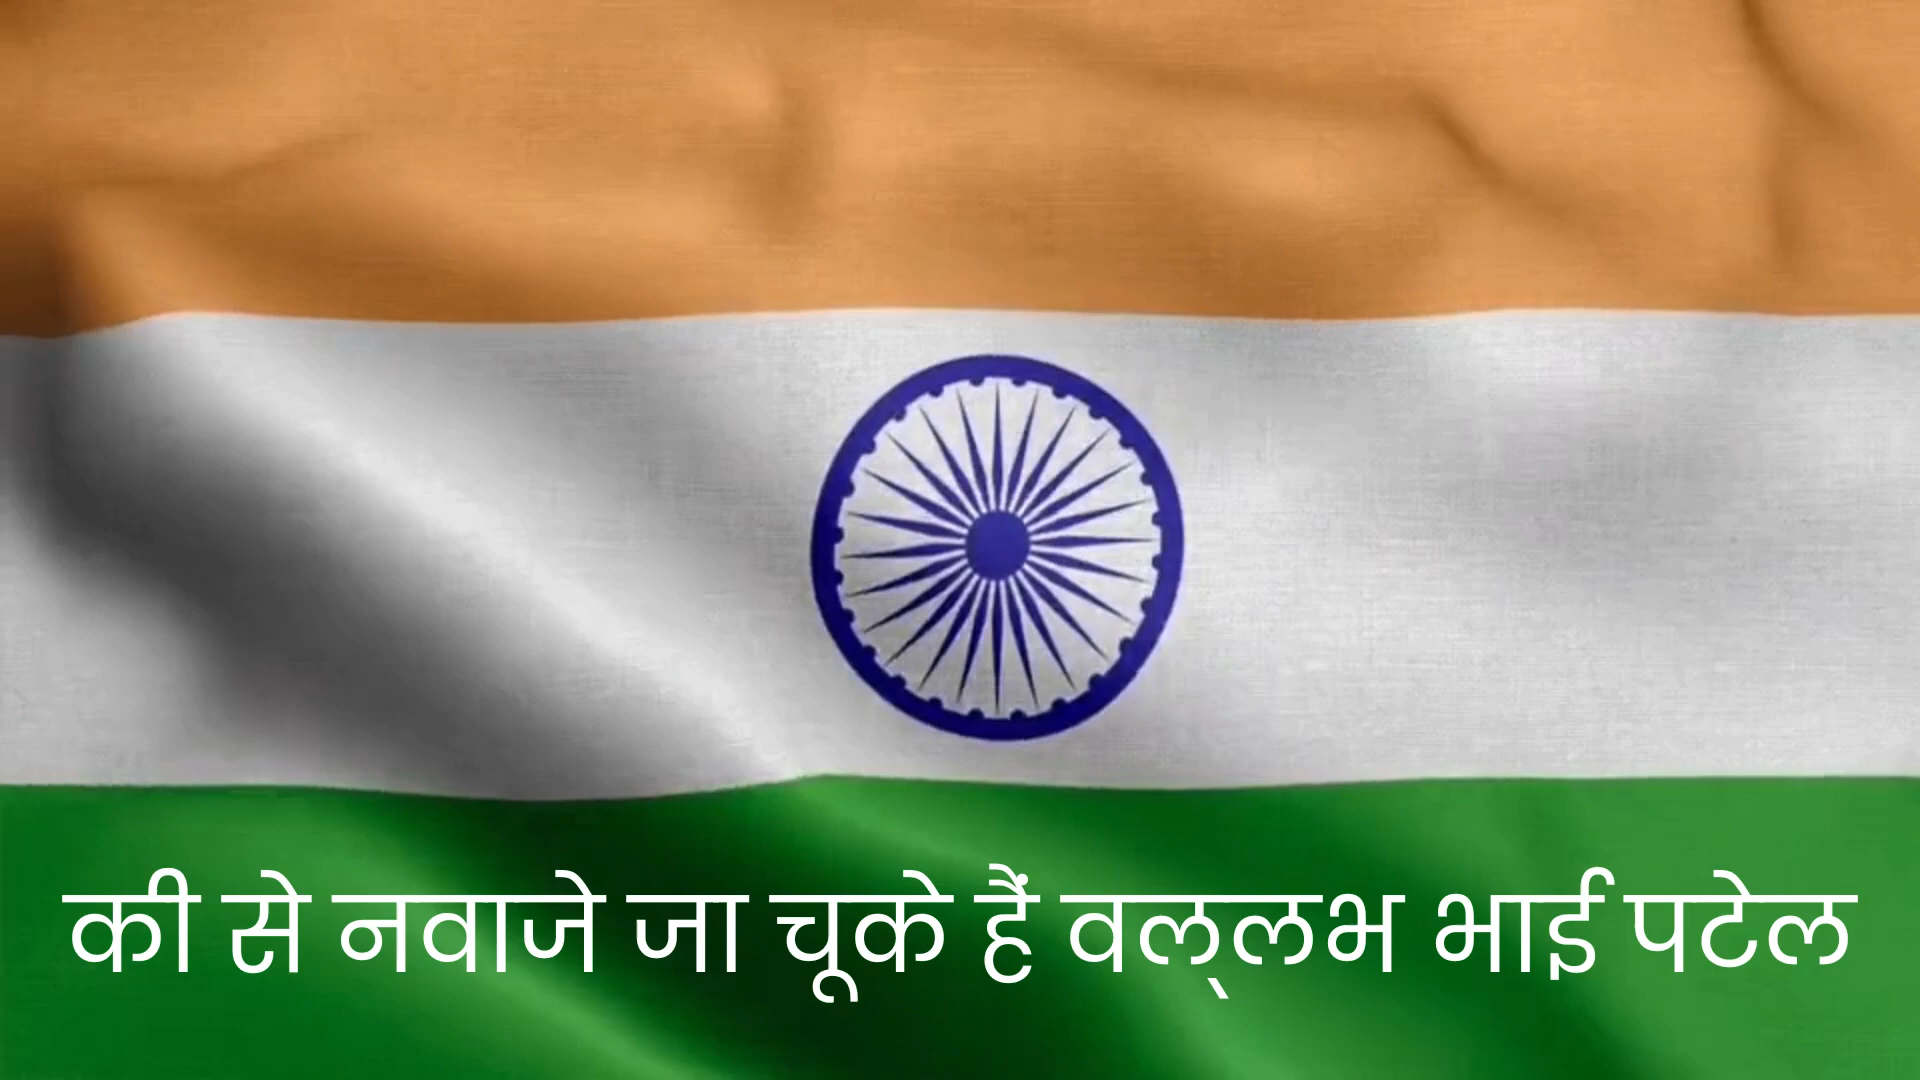 की से नवाजे जा चूके हैं वल्‌लभ भाई पटेल